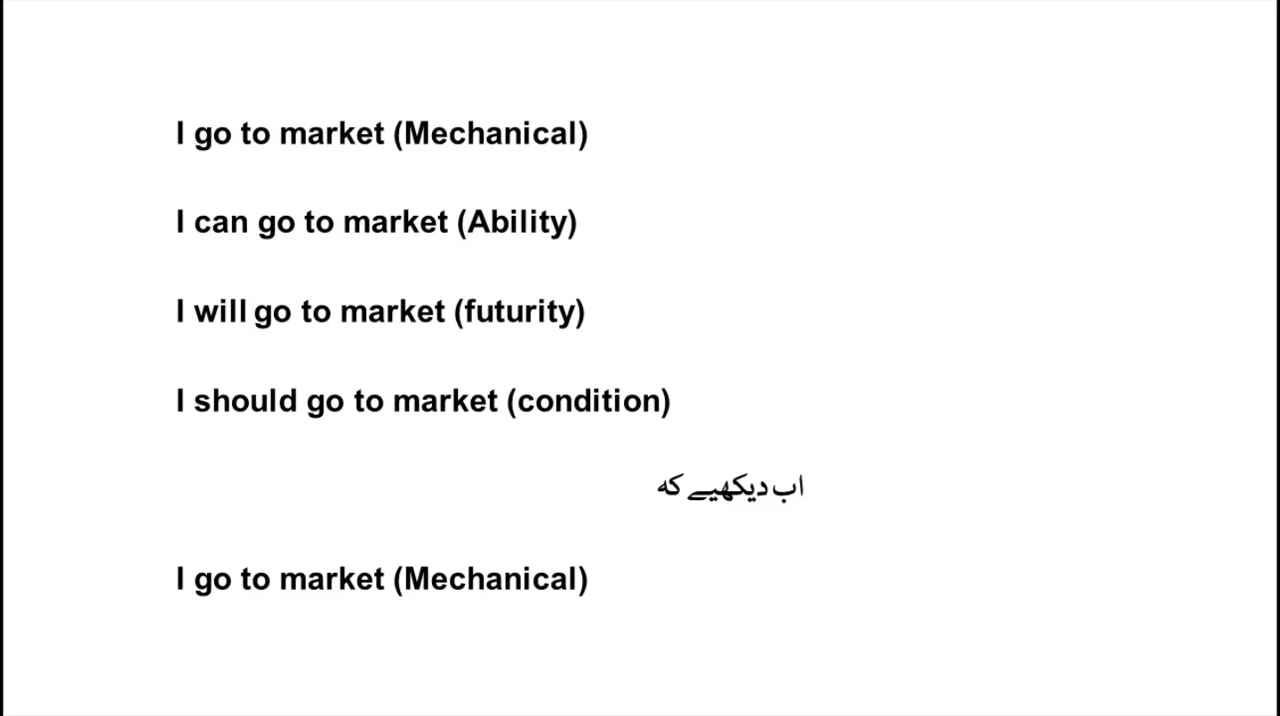 I go to market (Mechanical)
I can go to market (Ability)
I will go to market (futurity)
I should go to market (condition)
اب دیکھیے کہ
I go to market (Mechanical)